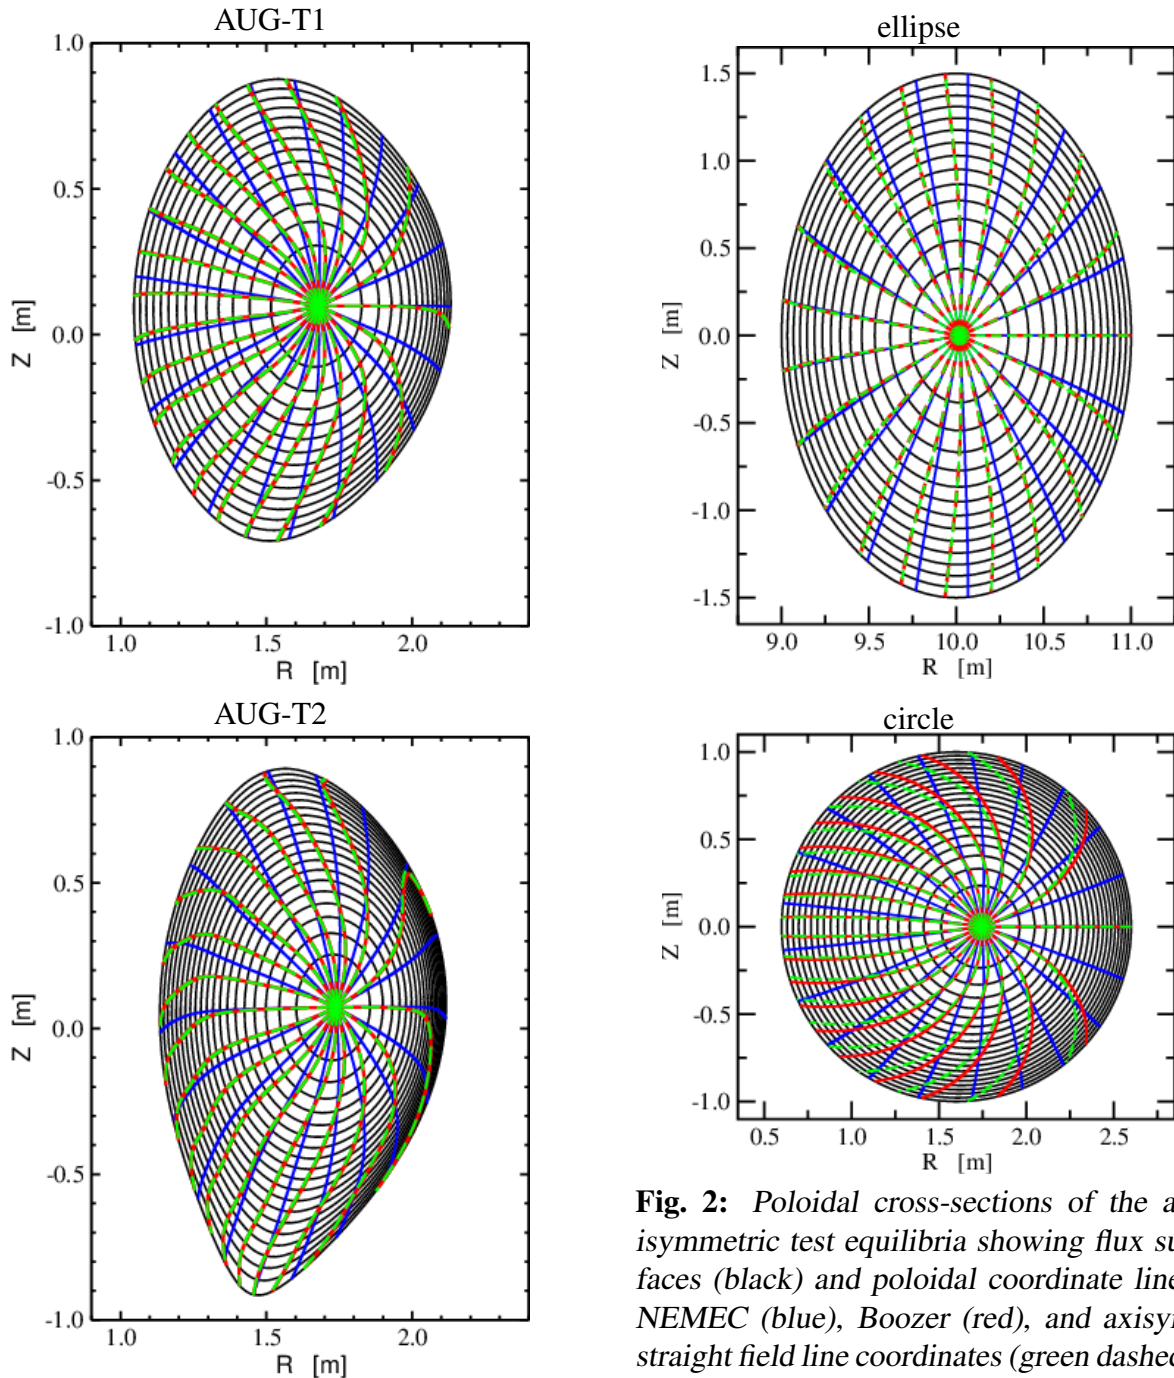 AUG-T1
1.0
0.5
0.0
-0.5
-1.0
Z [m]
1.0 1.5 2.0
R [m]
ellipse
1.5
1.0
0.5
0.0
-0.5
-1.0
-1.5
Z [m]
9.0 9.5 10.0 10.5 11.0
R [m]
AUG-T2
1.0
0.5
0.0
-0.5
-1.0
Z [m]
1.0 1.5 2.0
R [m]
circle
1.0
0.5
0.0
-0.5
-1.0
Z [m]
0.5 1.0 1.5 2.0 2.5
R [m]
Fig. 2: Poloidal cross-sections of the a
isymmetric test equilibria showing flux su
faces (black) and poloidal coordinate line
NEMEC (blue), Boozer (red), and axisy
straight field line coordinates (green dashed